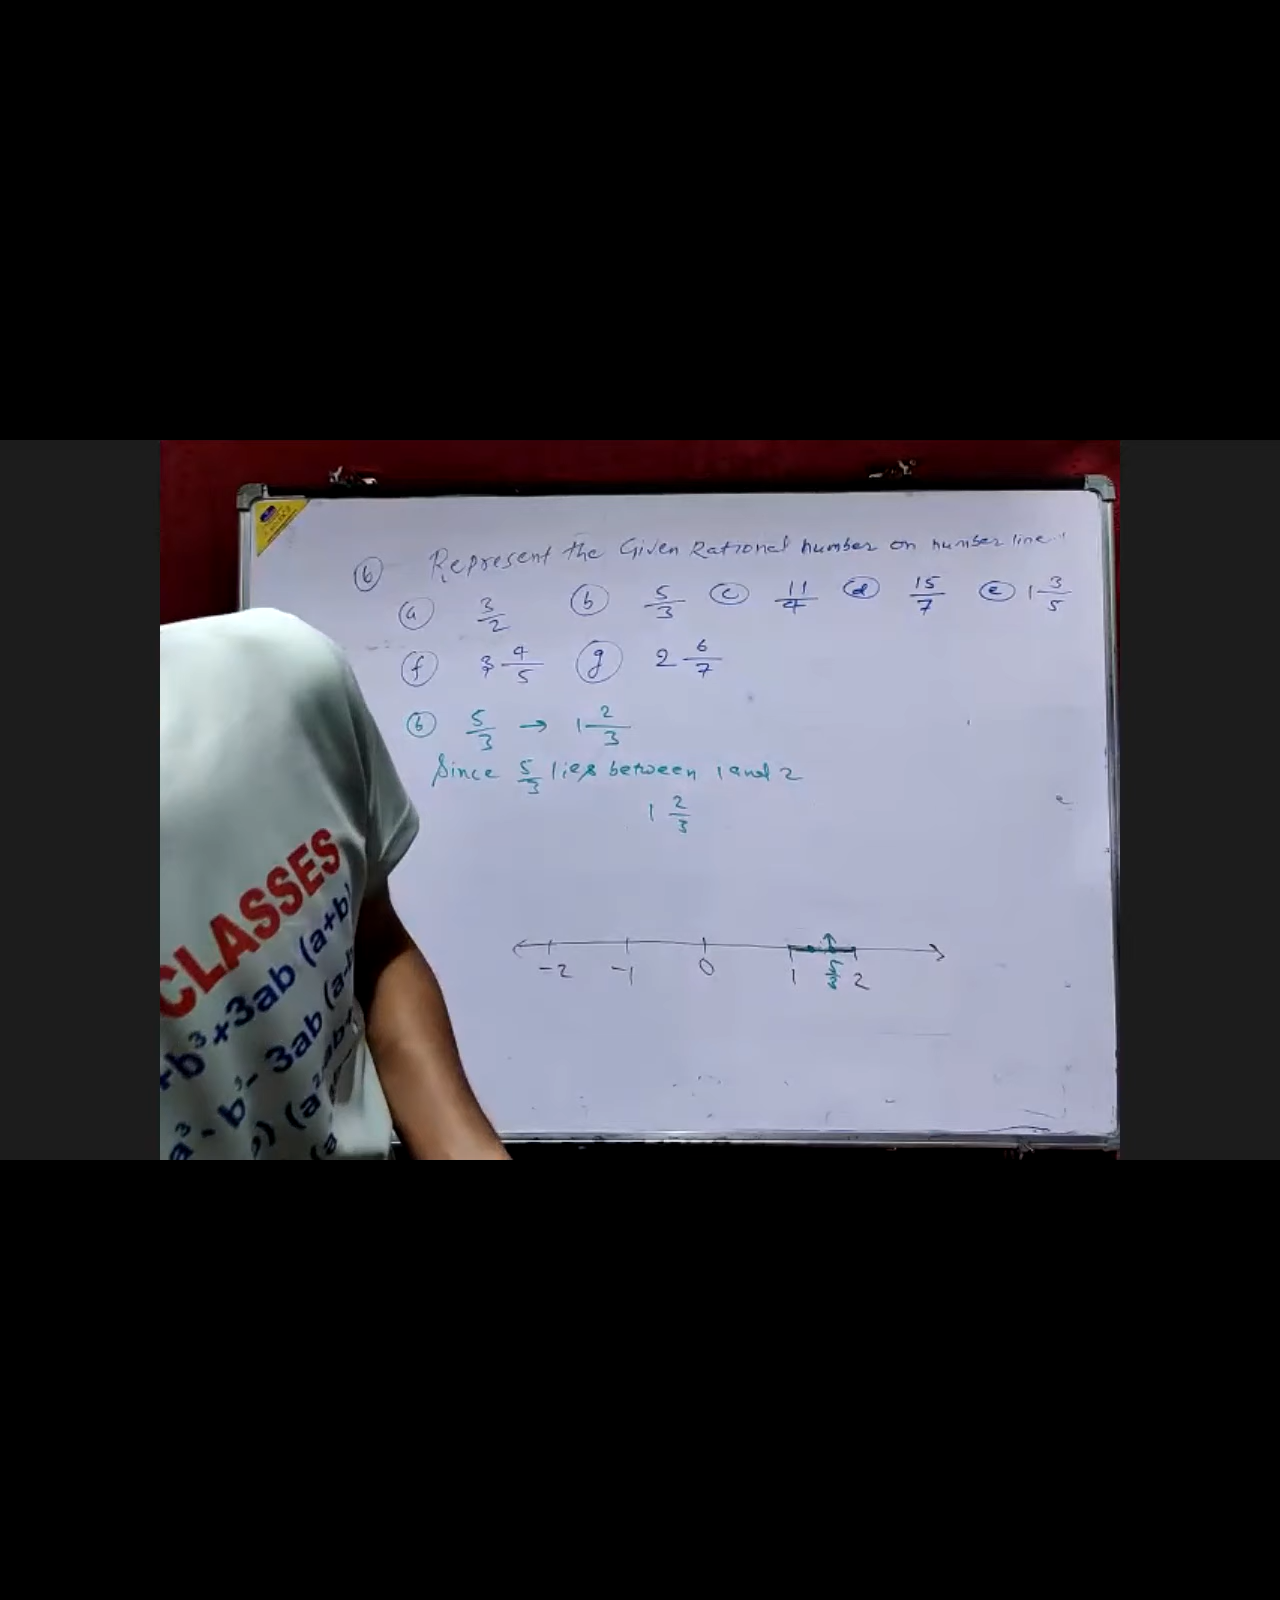 ⑥ Represent the Given Rational number on number line
ⓐ 3/2 ⓑ 5/3 ⓒ 11/4 ⓓ 15/7 ⓔ 1 3/5
ⓕ 3 4/5 ⓖ 2 6/7
ⓑ 5/3 → 1 2/3
Since 5/3 lies between 1 and 2
1 2/3
-2 -1 0 1 5/3 2
CLASSES
+b³+3ab (a+b)
a³-b³-3ab (a-